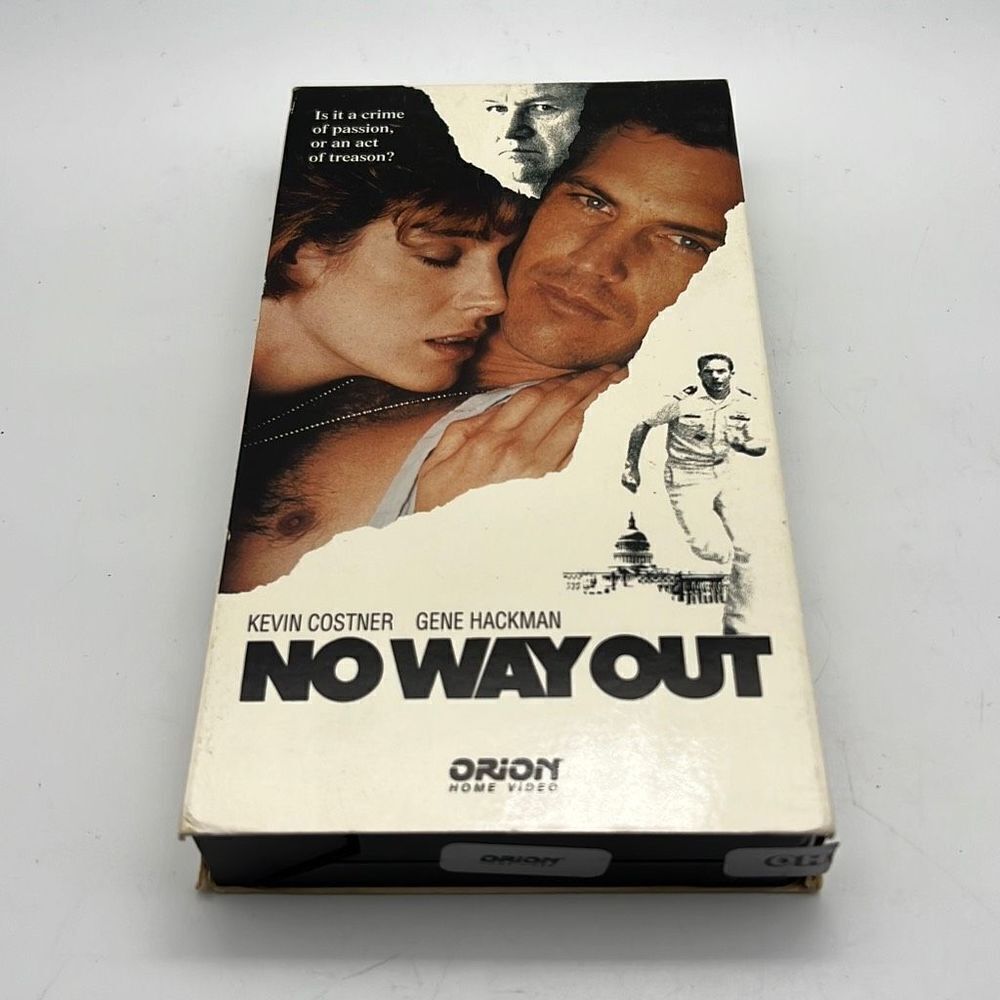 Is it a crime
of passion,
or an act
of treason?
KEVIN COSTNER GENE HACKMAN
NO WAY OUT
ORION
HOME VIDEO
ORION